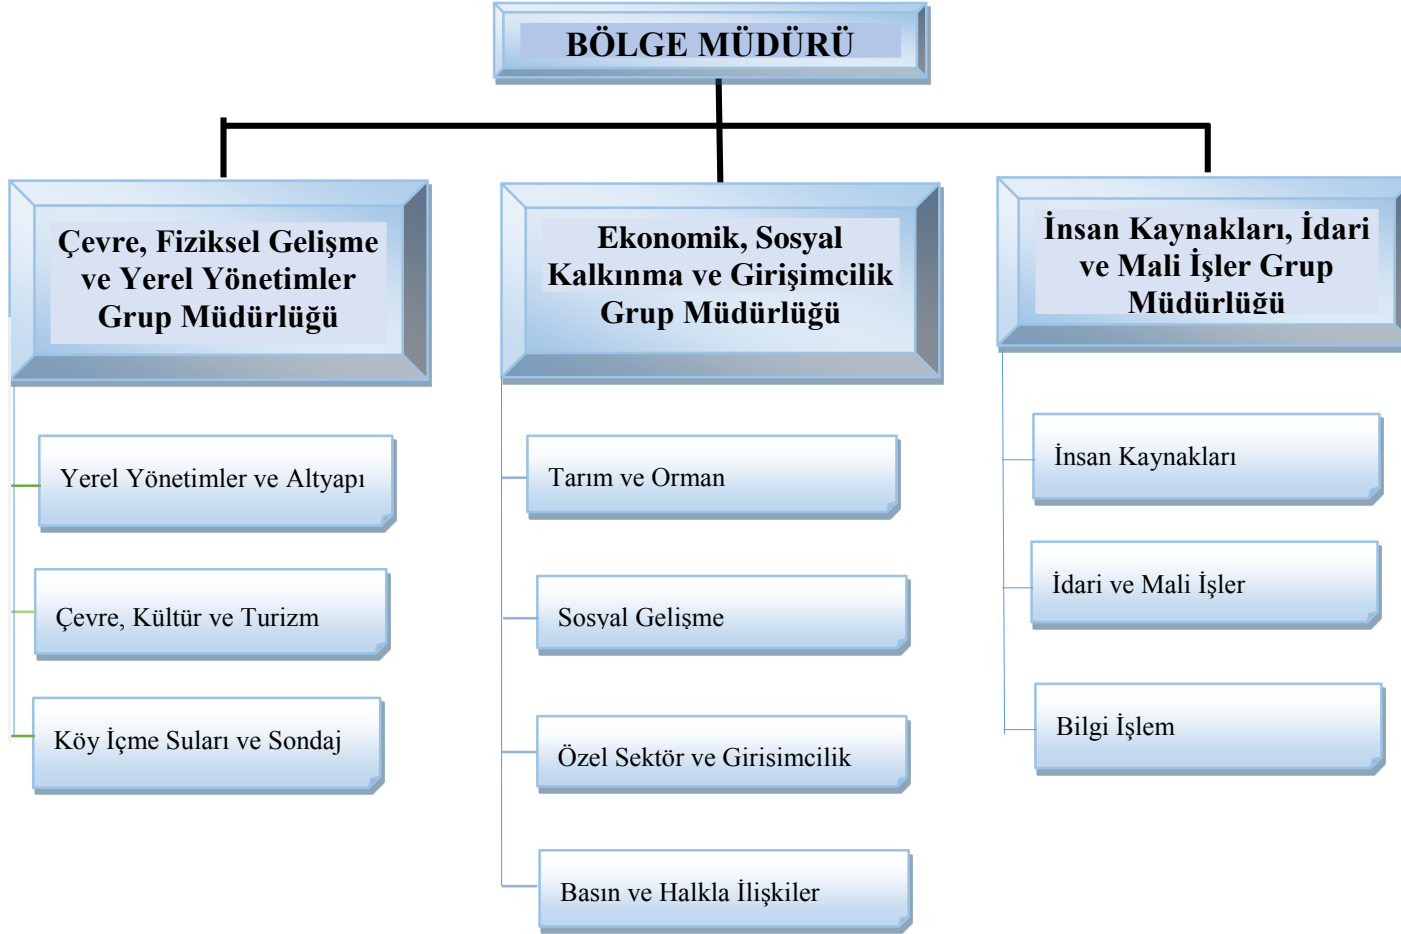 BÖLGE MÜDÜRÜ
Çevre, Fiziksel Gelişme
ve Yerel Yönetimler
Grup Müdürlüğü
Yerel Yönetimler ve Altyapı
Çevre, Kültür ve Turizm
Köy İçme Suları ve Sondaj
Ekonomik, Sosyal
Kalkınma ve Girişimcilik
Grup Müdürlüğü
Tarım ve Orman
Sosyal Gelişme
Özel Sektör ve Girisimcilik
Basın ve Halkla İlişkiler
İnsan Kaynakları, İdari
ve Mali İşler Grup
Müdürlüğü
İnsan Kaynakları
İdari ve Mali İşler
Bilgi İşlem